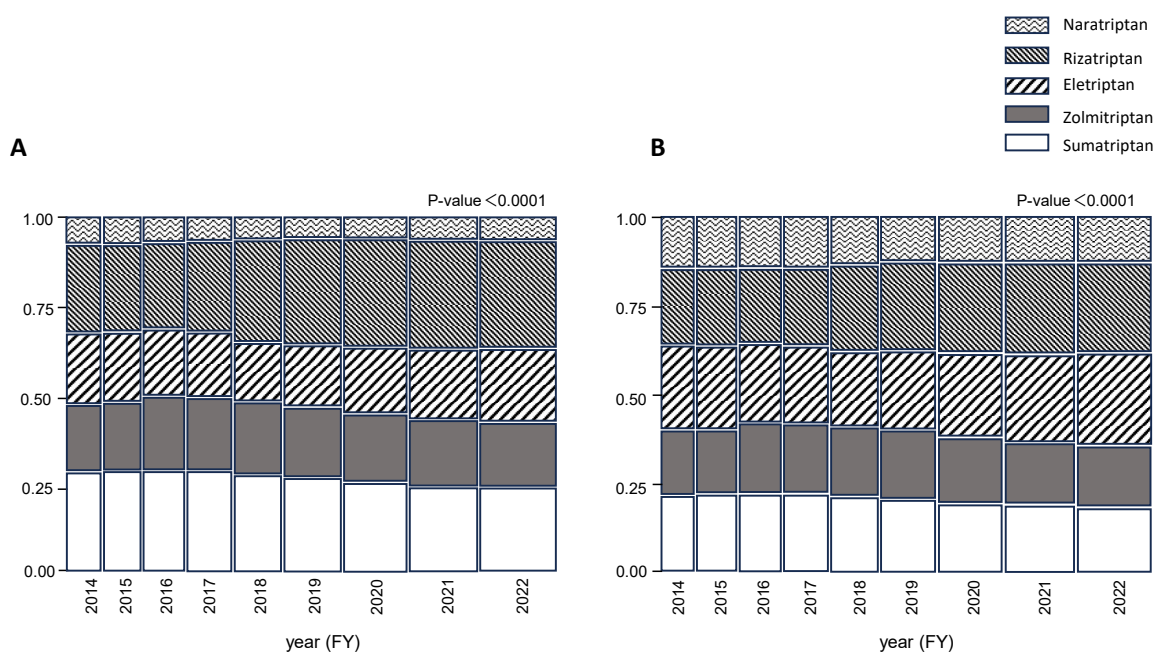 Naratriptan
Rizatriptan
Eletriptan
Zolmitriptan
Sumatriptan
A
P-value <0.0001
1.00
0.75
0.50
0.25
0.00
2014
2015
2016
2017
2018
2019
2020
2021
2022
year (FY)
B
P-value <0.0001
1.00
0.75
0.50
0.25
0.00
2014
2015
2016
2017
2018
2019
2020
2021
2022
year (FY)